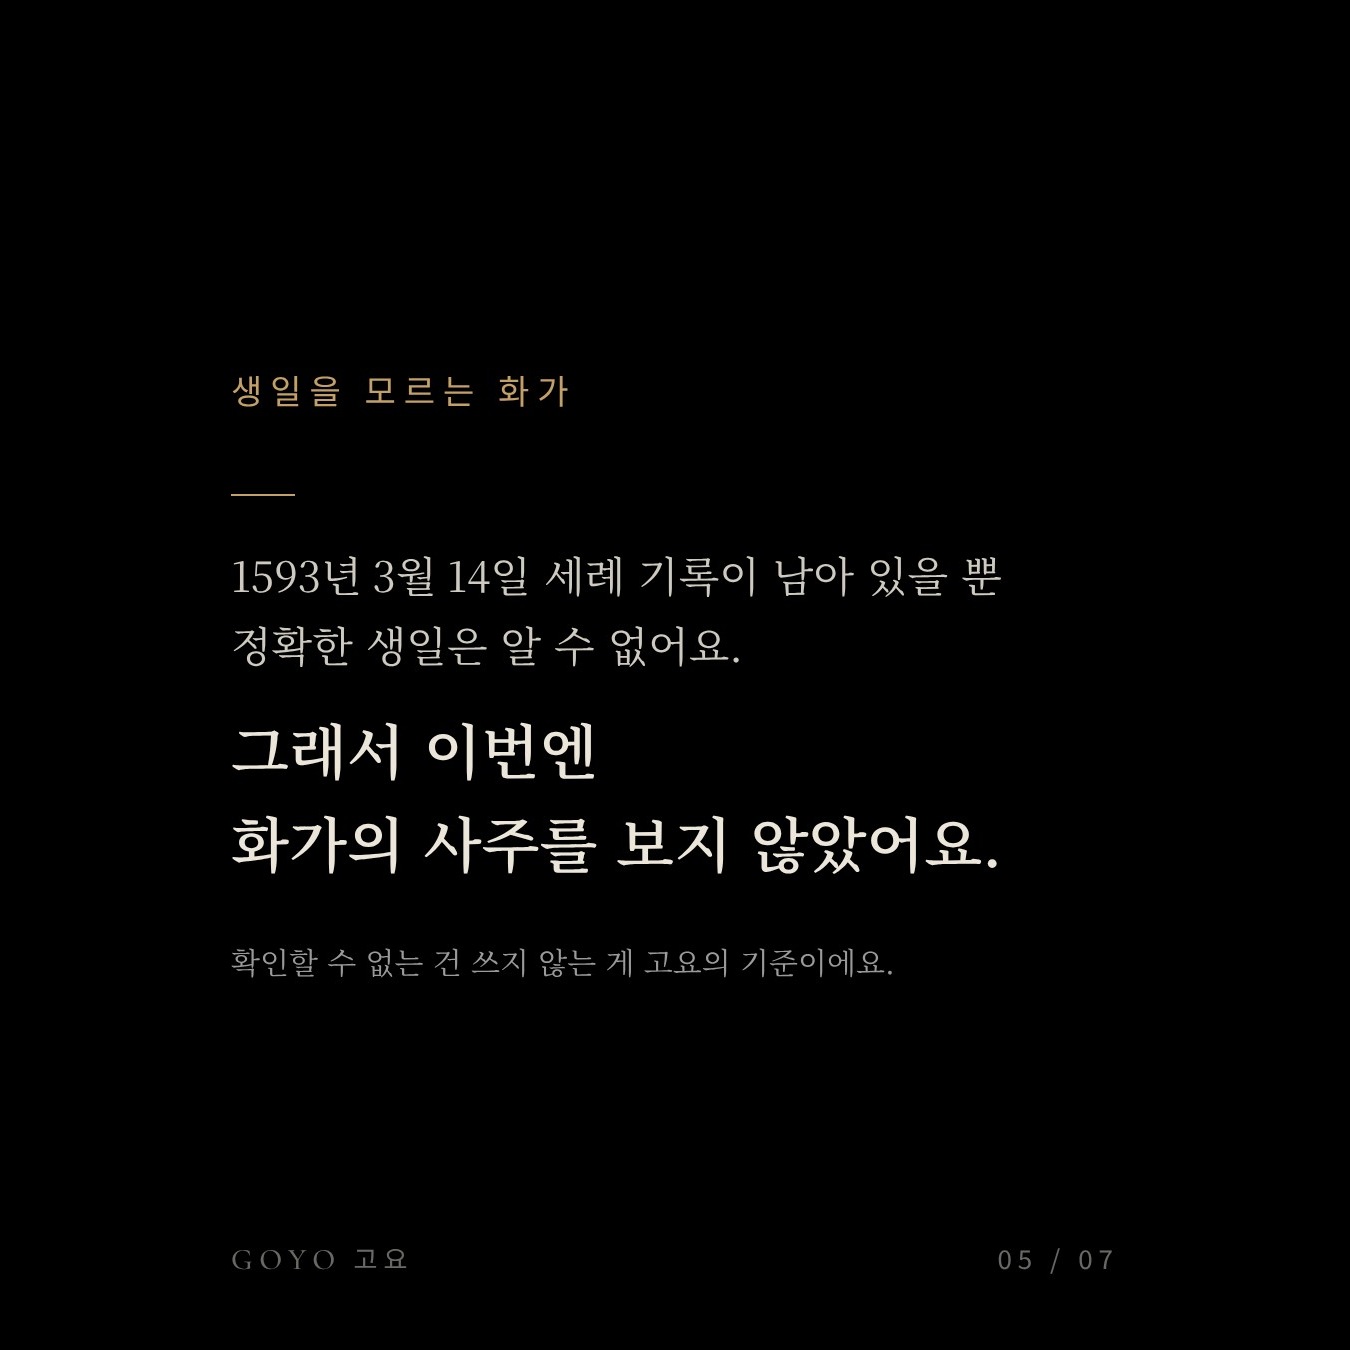 생일을 모르는 화가
1593년 3월 14일 세례 기록이 남아 있을 뿐
정확한 생일은 알 수 없어요.
그래서 이번엔
화가의 사주를 보지 않았어요.
확인할 수 없는 건 쓰지 않는 게 고요의 기준이에요.
GOYO 고요
05 / 07